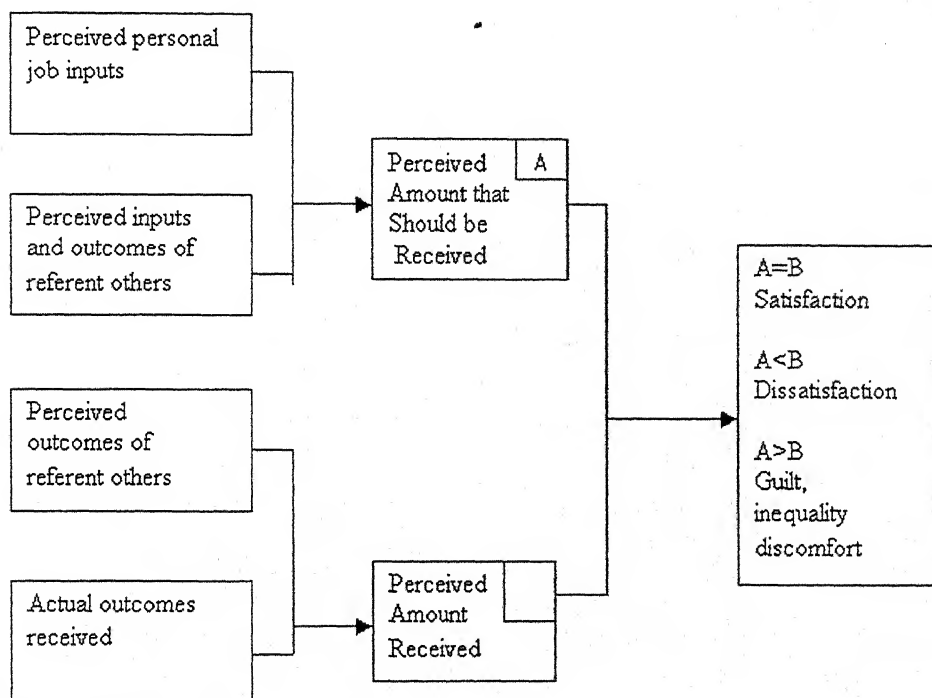 Perceived personal
job inputs
Perceived inputs
and outcomes of
referent others
Perceived
outcomes of
referent others
Actual outcomes
received
Perceived
Amount that
Should be
Received
A
Perceived
Amount
Received
A=B
Satisfaction
A<B
Dissatisfaction
A>B
Guilt,
inequality
discomfort